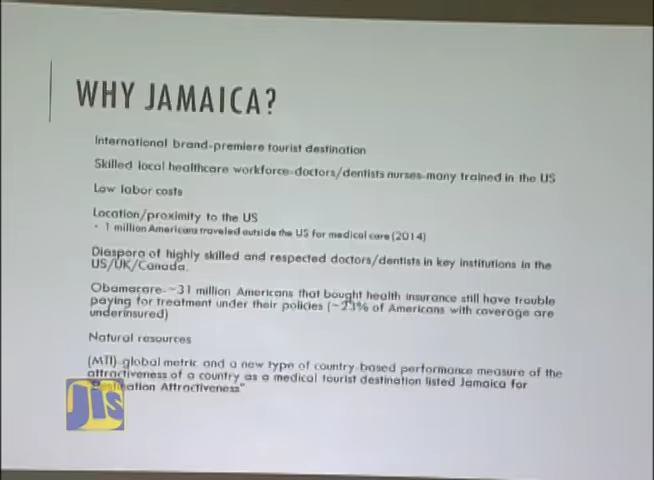 WHY JAMAICA?
International brand-premiere tourist destination
Skilled local healthcare workforce-doctors/dentists nurses-many trained in the US
Low labor costs
Location/proximity to the US
- 1 million Americans traveled outside the US for medical care (2014)
Diaspora of highly skilled and respected doctors/dentists in key institutions in the
US/UK/Canada.
Obamacare-~31 million Americans that bought health insurance still have trouble
paying for treatment under their policies (~23% of Americans with coverage are
underinsured)
Natural resources
(MTI)-global metric and a new type of country-based performance measure of the
attractiveness of a country as a medical tourist destination listed Jamaica for
"Destination Attractiveness"
JIS